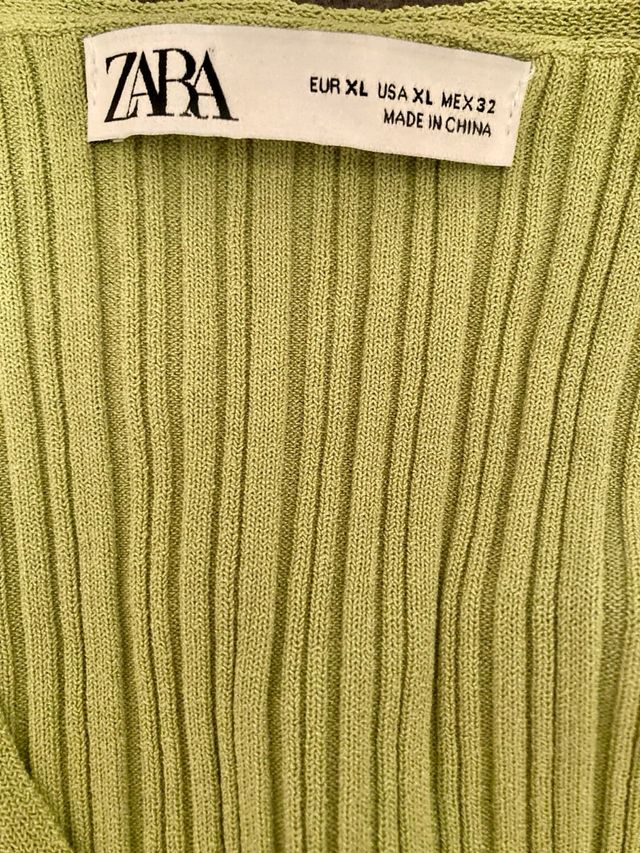 ZARA
EUR XL USA XL MEX 32
MADE IN CHINA